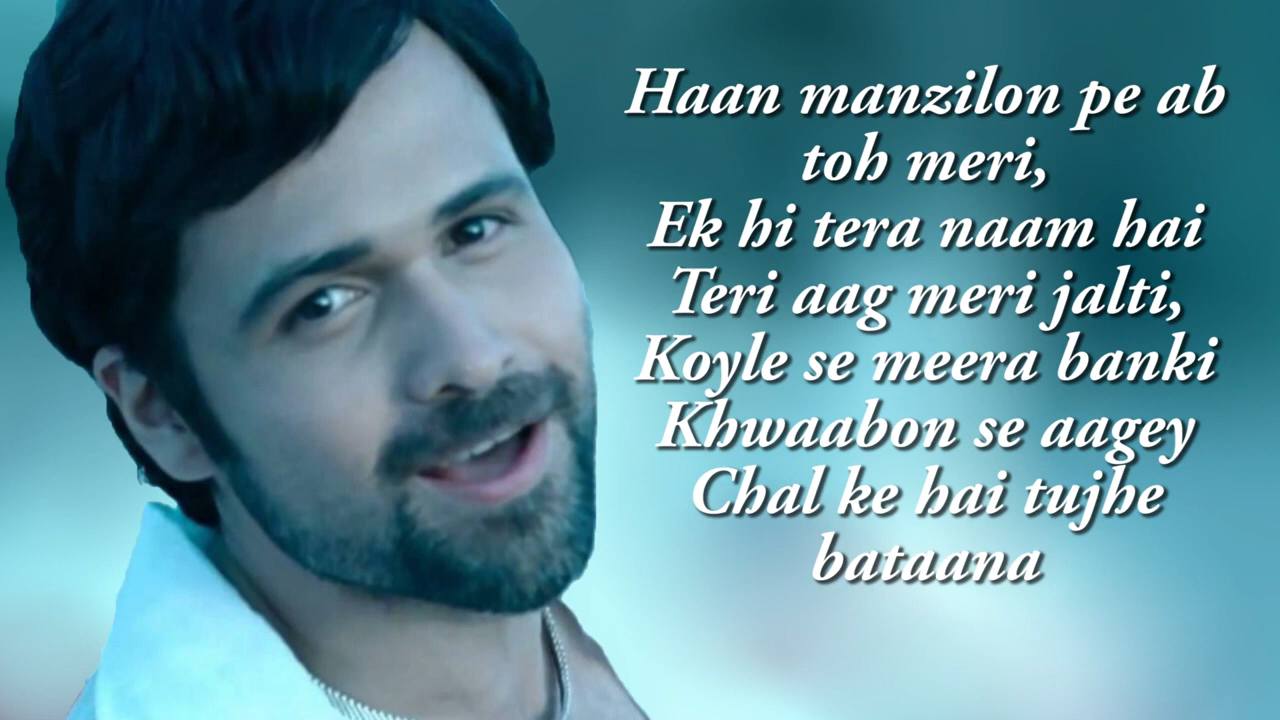 Haan manzilon pe ab
toh meri,
Ek hi tera naam hai
Teri aag meri jalti,
Koyle se meera banki
Khwaabon se aagey
Chal ke hai tujhe
bataana